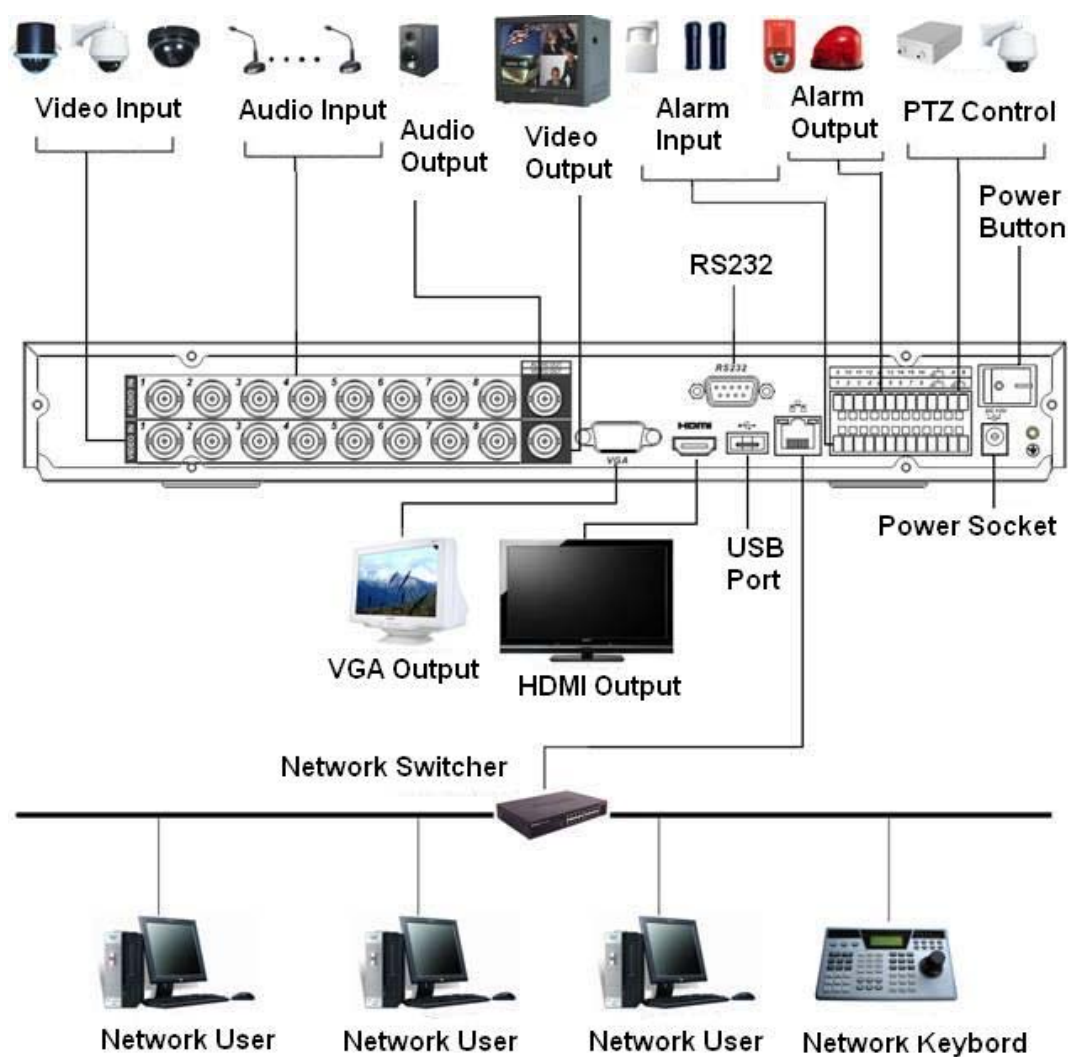 Video Input
Audio Input
Audio
Output
Video
Output
Alarm
Input
Alarm
Output
PTZ Control
Power
Button
RS232
RS232
AUDIO IN
1 2 3 4 5 6 7 8
VIDEO IN
1 2 3 4 5 6 7 8
VGA
HDMI
USB
Port
Power Socket
VGA Output
HDMI Output
Network Switcher
Network User
Network User
Network User
Network Keybord